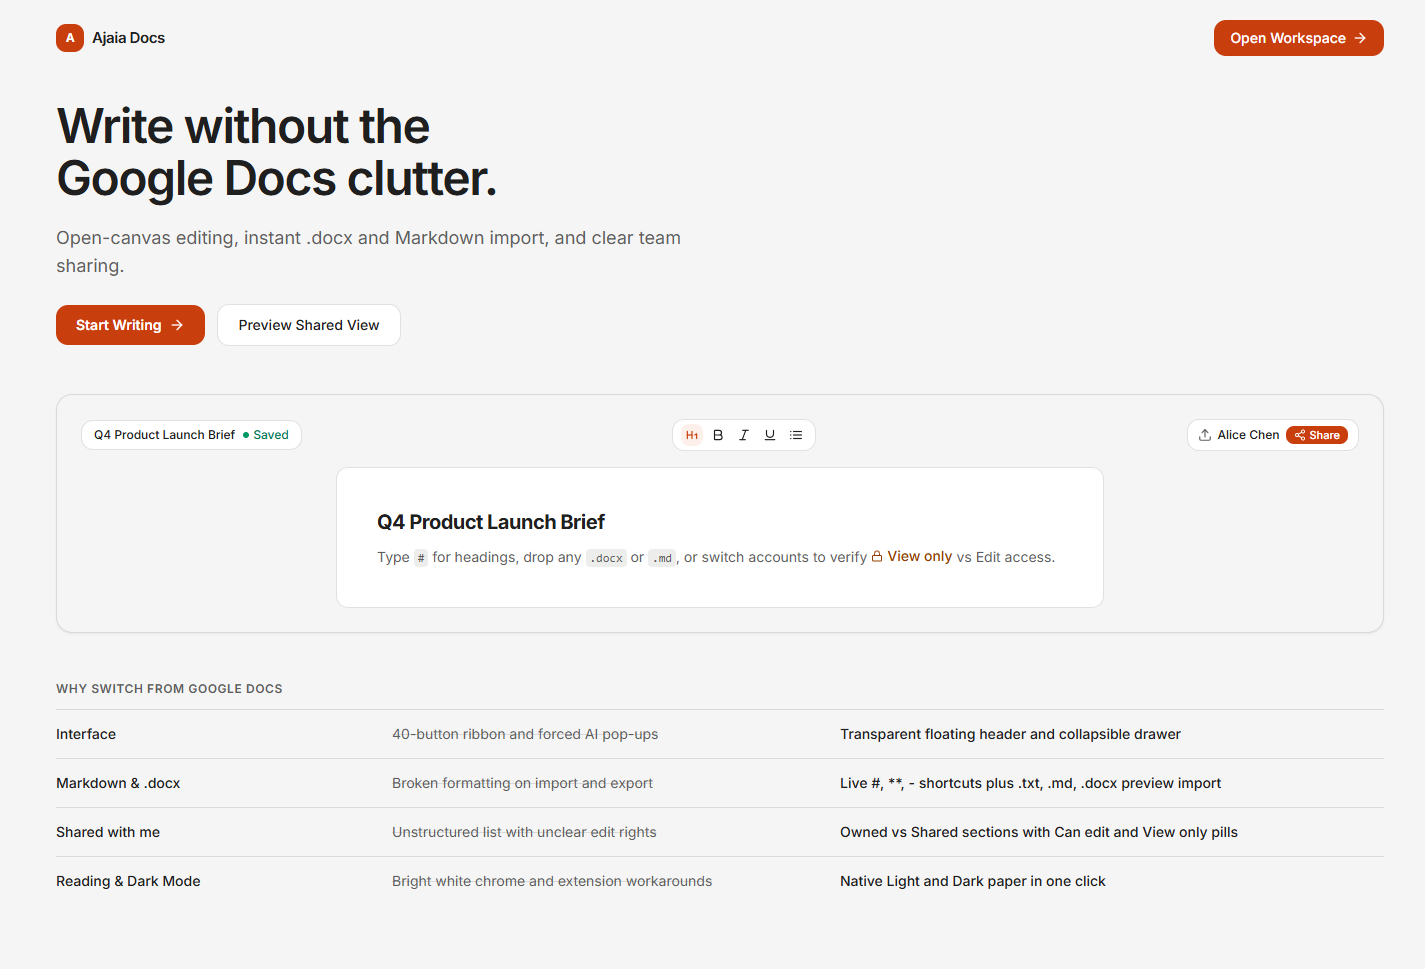 A Ajaia Docs Open Workspace →
Write without the
Google Docs clutter.
Open-canvas editing, instant .docx and Markdown import, and clear team
sharing.
Start Writing → Preview Shared View
Q4 Product Launch Brief • Saved H1 B I U Alice Chen Share
Q4 Product Launch Brief
Type # for headings, drop any .docx or .md, or switch accounts to verify View only vs Edit access.
WHY SWITCH FROM GOOGLE DOCS
Interface 40-button ribbon and forced AI pop-ups Transparent floating header and collapsible drawer
Markdown & .docx Broken formatting on import and export Live #, **, - shortcuts plus .txt, .md, .docx preview import
Shared with me Unstructured list with unclear edit rights Owned vs Shared sections with Can edit and View only pills
Reading & Dark Mode Bright white chrome and extension workarounds Native Light and Dark paper in one click